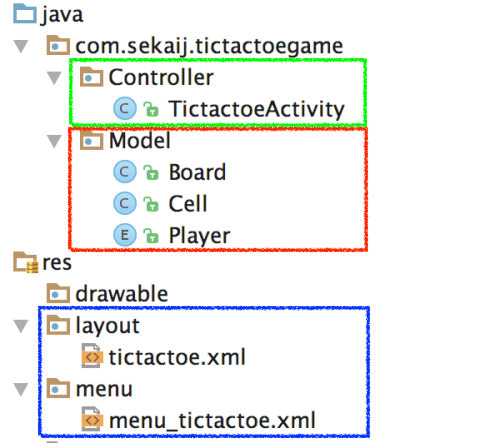 java
com.sekaij.tictactoegame
Controller
C TictactoeActivity
Model
C Board
C Cell
E Player
res
drawable
layout
<> tictactoe.xml
menu
<> menu_tictactoe.xml